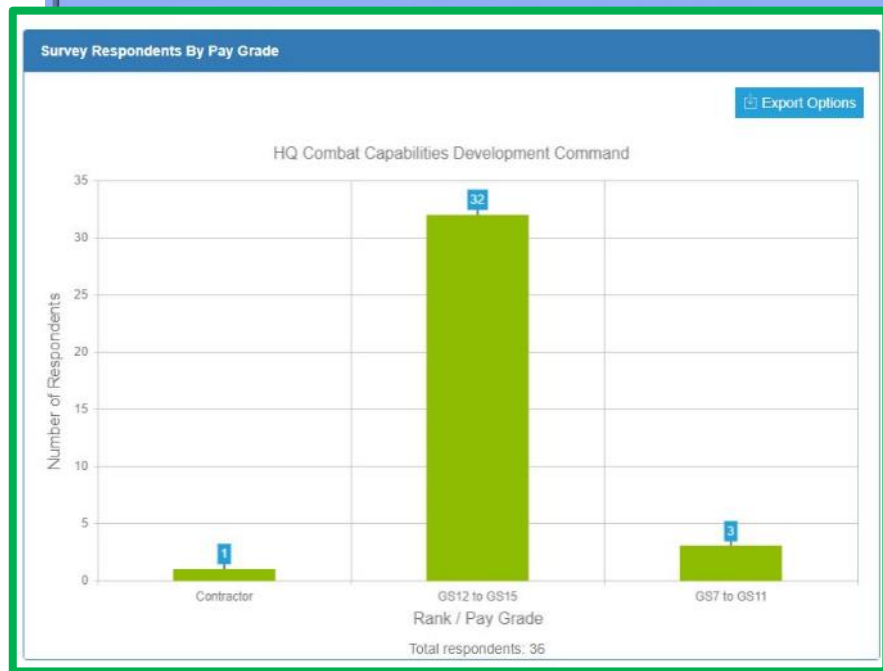 Survey Respondents By Pay Grade
Export Options
HQ Combat Capabilities Development Command
35
30
25
20
15
10
5
0
Number of Respondents
1
32
3
Contractor
GS12 to GS15
GS7 to GS11
Rank / Pay Grade
Total respondents: 36